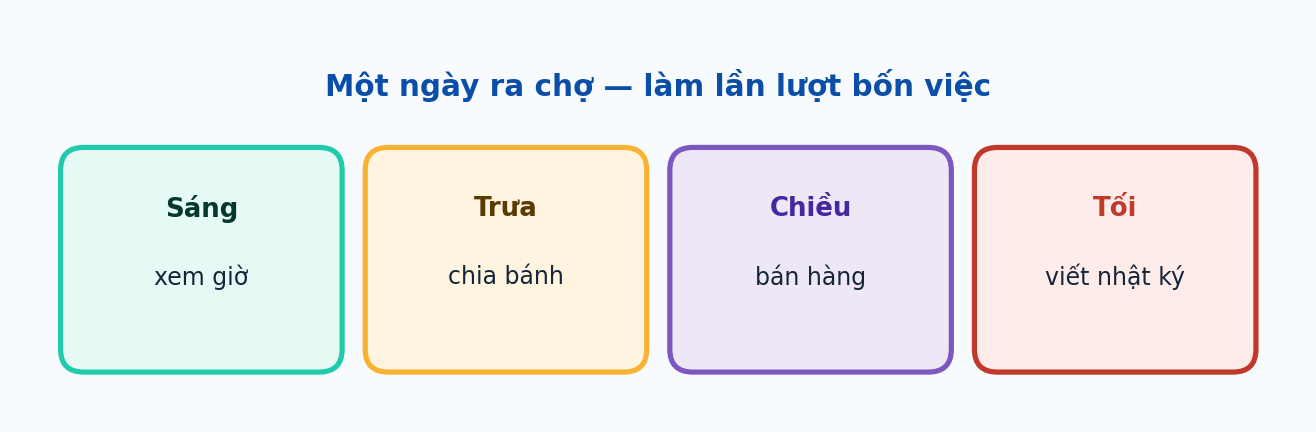 Một ngày ra chợ — làm lần lượt bốn việc
Sáng
xem giờ
Trưa
chia bánh
Chiều
bán hàng
Tối
viết nhật ký